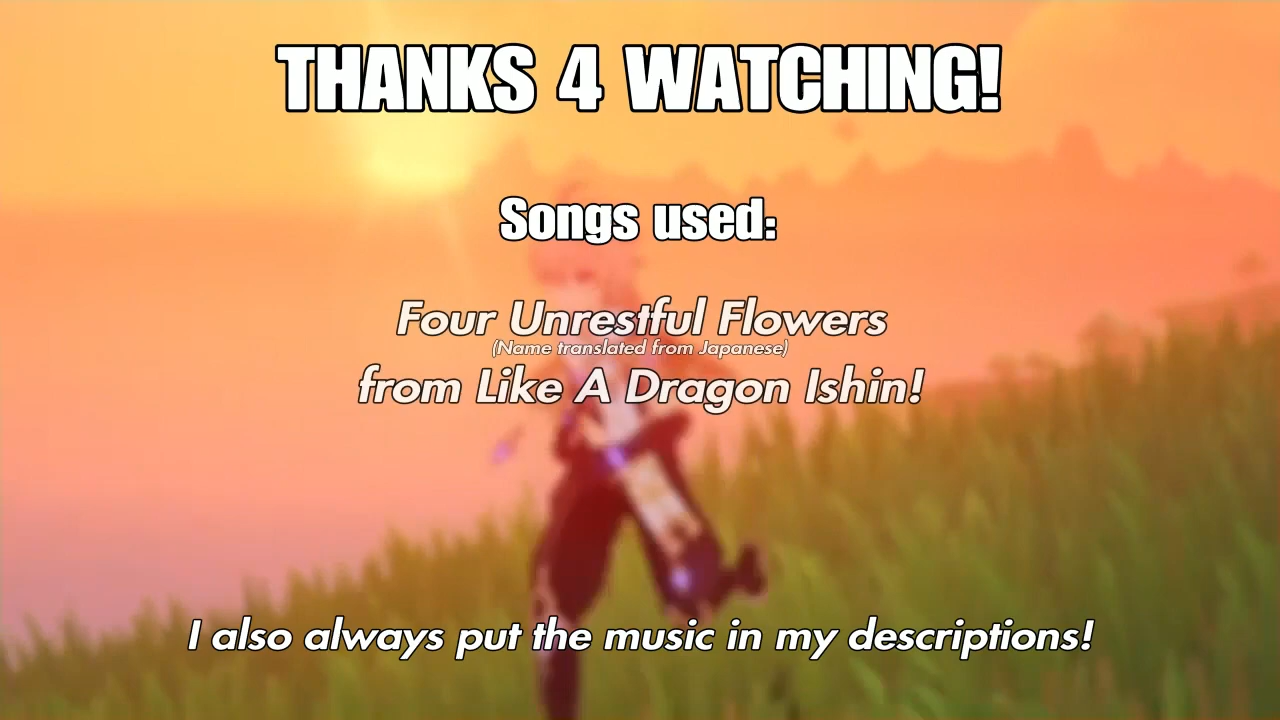 THANKS 4 WATCHING!
Songs used:
Four Unrestful Flowers
(Name translated from Japanese)
from Like A Dragon Ishin!
I also always put the music in my descriptions!